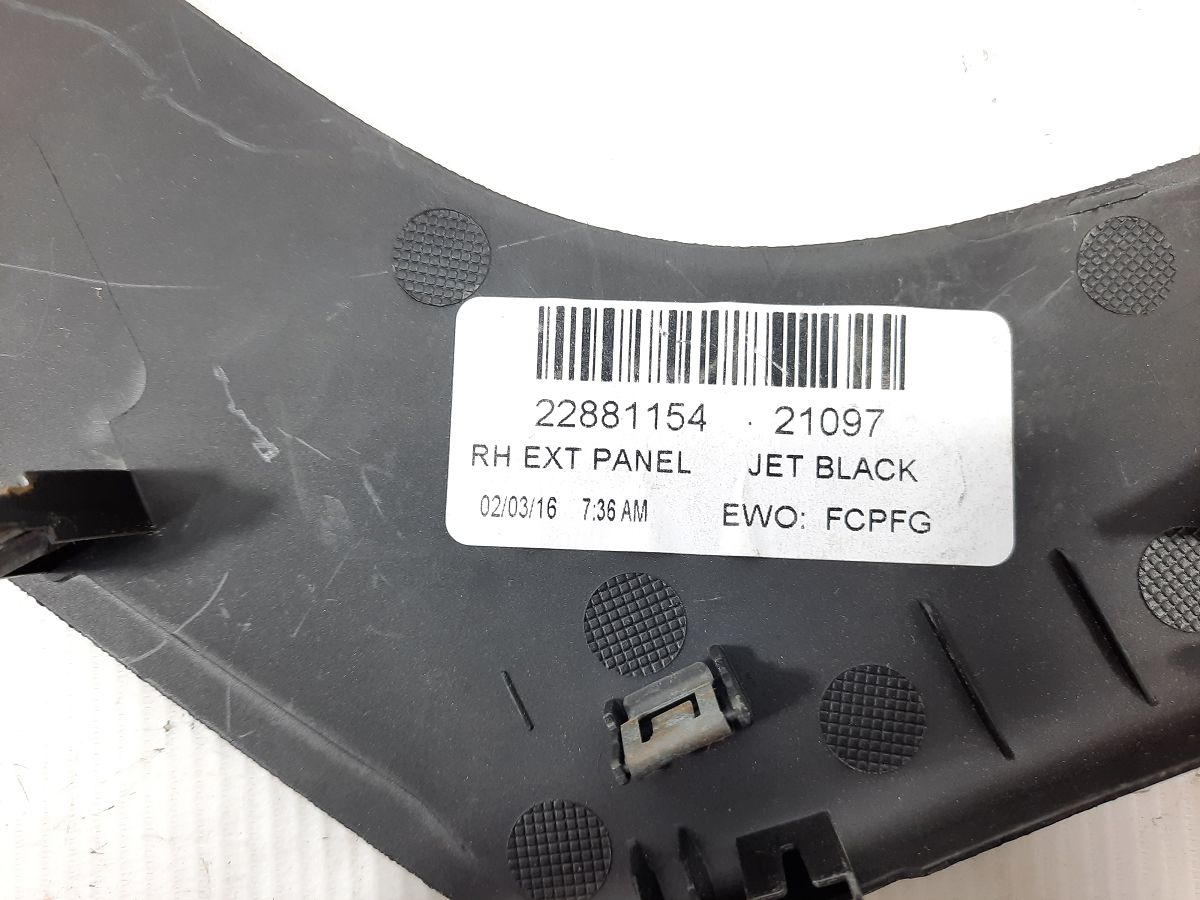 22881154 . 21097
RH EXT PANEL JET BLACK
02/03/16 7:36 AM EWO: FCPFG